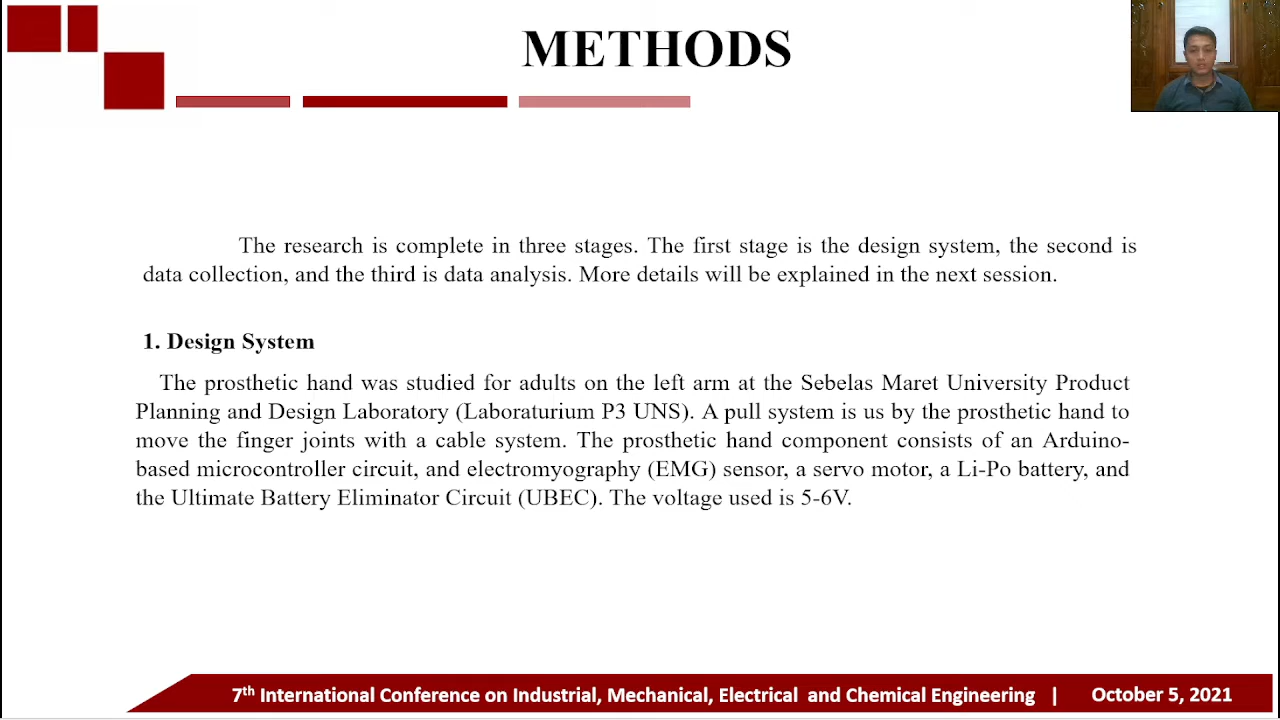 METHODS
The research is complete in three stages. The first stage is the design system, the second is
data collection, and the third is data analysis. More details will be explained in the next session.
1. Design System
The prosthetic hand was studied for adults on the left arm at the Sebelas Maret University Product
Planning and Design Laboratory (Laboraturium P3 UNS). A pull system is us by the prosthetic hand to
move the finger joints with a cable system. The prosthetic hand component consists of an Arduino-
based microcontroller circuit, and electromyography (EMG) sensor, a servo motor, a Li-Po battery, and
the Ultimate Battery Eliminator Circuit (UBEC). The voltage used is 5-6V.
7th International Conference on Industrial, Mechanical, Electrical and Chemical Engineering | October 5, 2021